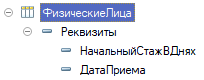 ФизическиеЛица
Реквизиты
НачальныйСтажВДнях
ДатаПриема